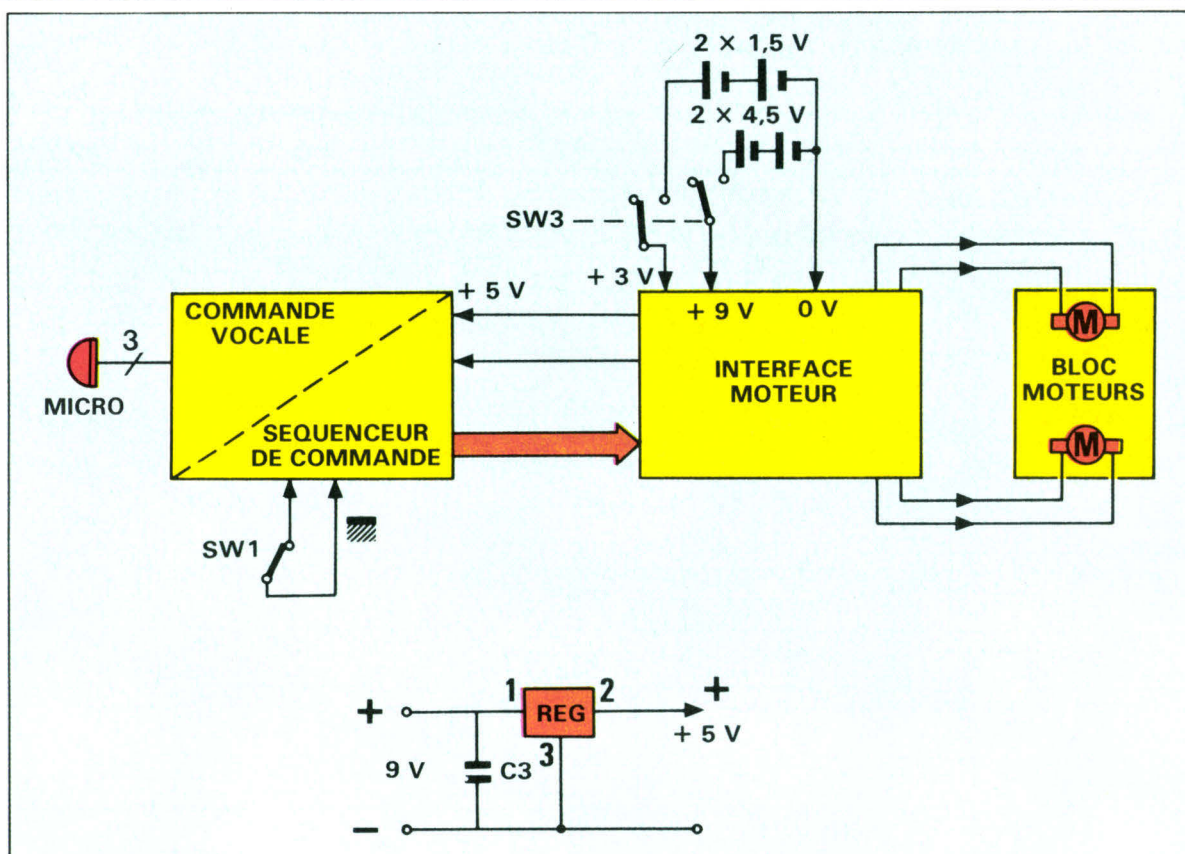 2 × 1,5 V
2 × 4,5 V
SW3
+ 3 V
+ 9 V
0 V
COMMANDE
VOCALE
+ 5 V
3
MICRO
SEQUENCEUR
DE COMMANDE
INTERFACE
MOTEUR
M
BLOC
MOTEURS
M
SW1
+
1
REG
2
+
+ 5 V
3
9 V
C3
−